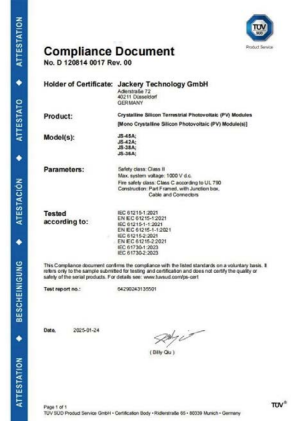 ATTESTATION ◆ ATTESTATO ◆ ATESTACIÓN ◆ BESCHEINIGUNG ◆ ATTESTATION
TÜV
SÜD
Product Service
Compliance Document
No. D 120814 0017 Rev. 00
Holder of Certificate: Jackery Technology GmbH
Adlerstraße 72
40211 Düsseldorf
GERMANY
Product: Crystalline Silicon Terrestrial Photovoltaic (PV) Modules
(Mono Crystalline Silicon Photovoltaic (PV) Module(s))
Model(s): JS-45A;
JS-42A;
JS-38A;
JS-36A;
Parameters: Safety class: Class II
Max. system voltage: 1000 V d.c.
Fire safety class: Class C according to UL 790
Construction: Part Framed, with Junction box,
Cable and Connectors
Tested
according to:
IEC 61215-1:2021
EN IEC 61215-1:2021
IEC 61215-1-1:2021
EN IEC 61215-1-1:2021
IEC 61215-2:2021
EN IEC 61215-2:2021
IEC 61730-1:2023
IEC 61730-2:2023
This Compliance document confirms the compliance with the listed standards on a voluntary basis. It
refers only to the sample submitted for testing and certification and does not certify the quality or
safety of the serial products. For details see: www.tuvsud.com/ps-cert
Test report no.: 64290243135501
Date, 2025-01-24
( Billy Qiu )
Page 1 of 1
TÜV SÜD Product Service GmbH • Certification Body • Ridlerstraße 65 • 80339 Munich • Germany
TÜV®